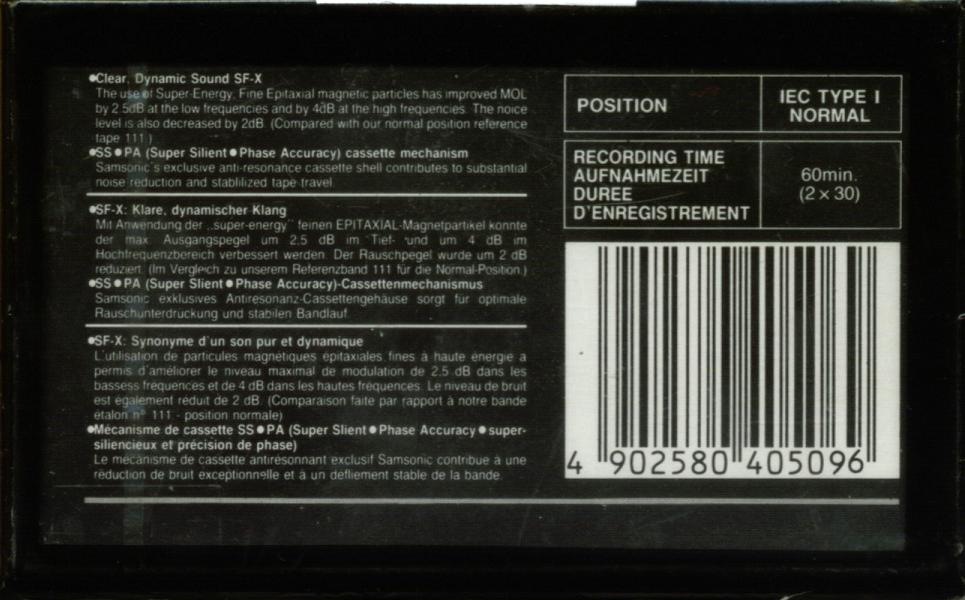 ●Clear, Dynamic Sound SF-X
The use of Super-Energy, Fine Epitaxial magnetic particles has improved MOL
by 2.5dB at the low frequencies and by 4dB at the high frequencies. The noice
level is also decreased by 2dB. (Compared with our normal position reference
tape 111.)
●SS●PA (Super Silient●Phase Accuracy) cassette mechanism
Samsonic's exclusive anti-resonance cassette shell contributes to substantial
noise reduction and stablilized tape travel.
●SF-X: Klare, dynamischer Klang
Mit Anwendung der „super-energy" feinen EPITAXIAL-Magnetpartikel konnte
der max. Ausgangspegel um 2,5 dB im Tief- und um 4 dB im
Hochfrequenzbereich verbessert werden. Der Rauschpegel wurde um 2 dB
reduziert. (Im Vergleich zu unserem Referenzband 111 für die Normal-Position.)
●SS●PA (Super Slient●Phase Accuracy)-Cassettenmechanismus
Samsonic exklusives Antiresonanz-Cassettengehäuse sorgt für optimale
Rauschunterdrückung und stabilen Bandlauf.
●SF-X: Synonyme d'un son pur et dynamique
L'utilisation de particules magnétiques épitaxiales fines à haute énergie a
permis d'améliorer le niveau maximal de modulation de 2,5 dB dans les
bassess fréquences et de 4 dB dans les hautes fréquences. Le niveau de bruit
est également réduit de 2 dB. (Comparaison faite par rapport à notre bande
étalon n° 111 - position normale)
●Mécanisme de cassette SS●PA (Super Slient●Phase Accuracy●super-
siliencieux et précision de phase)
Le mécanisme de cassette antirésonnant exclusif Samsonic contribue à une
réduction de bruit exceptionnelle et à un défliement stable de la bande.
POSITION
IEC TYPE I
NORMAL
RECORDING TIME
AUFNAHMEZEIT
DUREE
D'ENREGISTREMENT
60min.
(2 x 30)
4 902580 405096